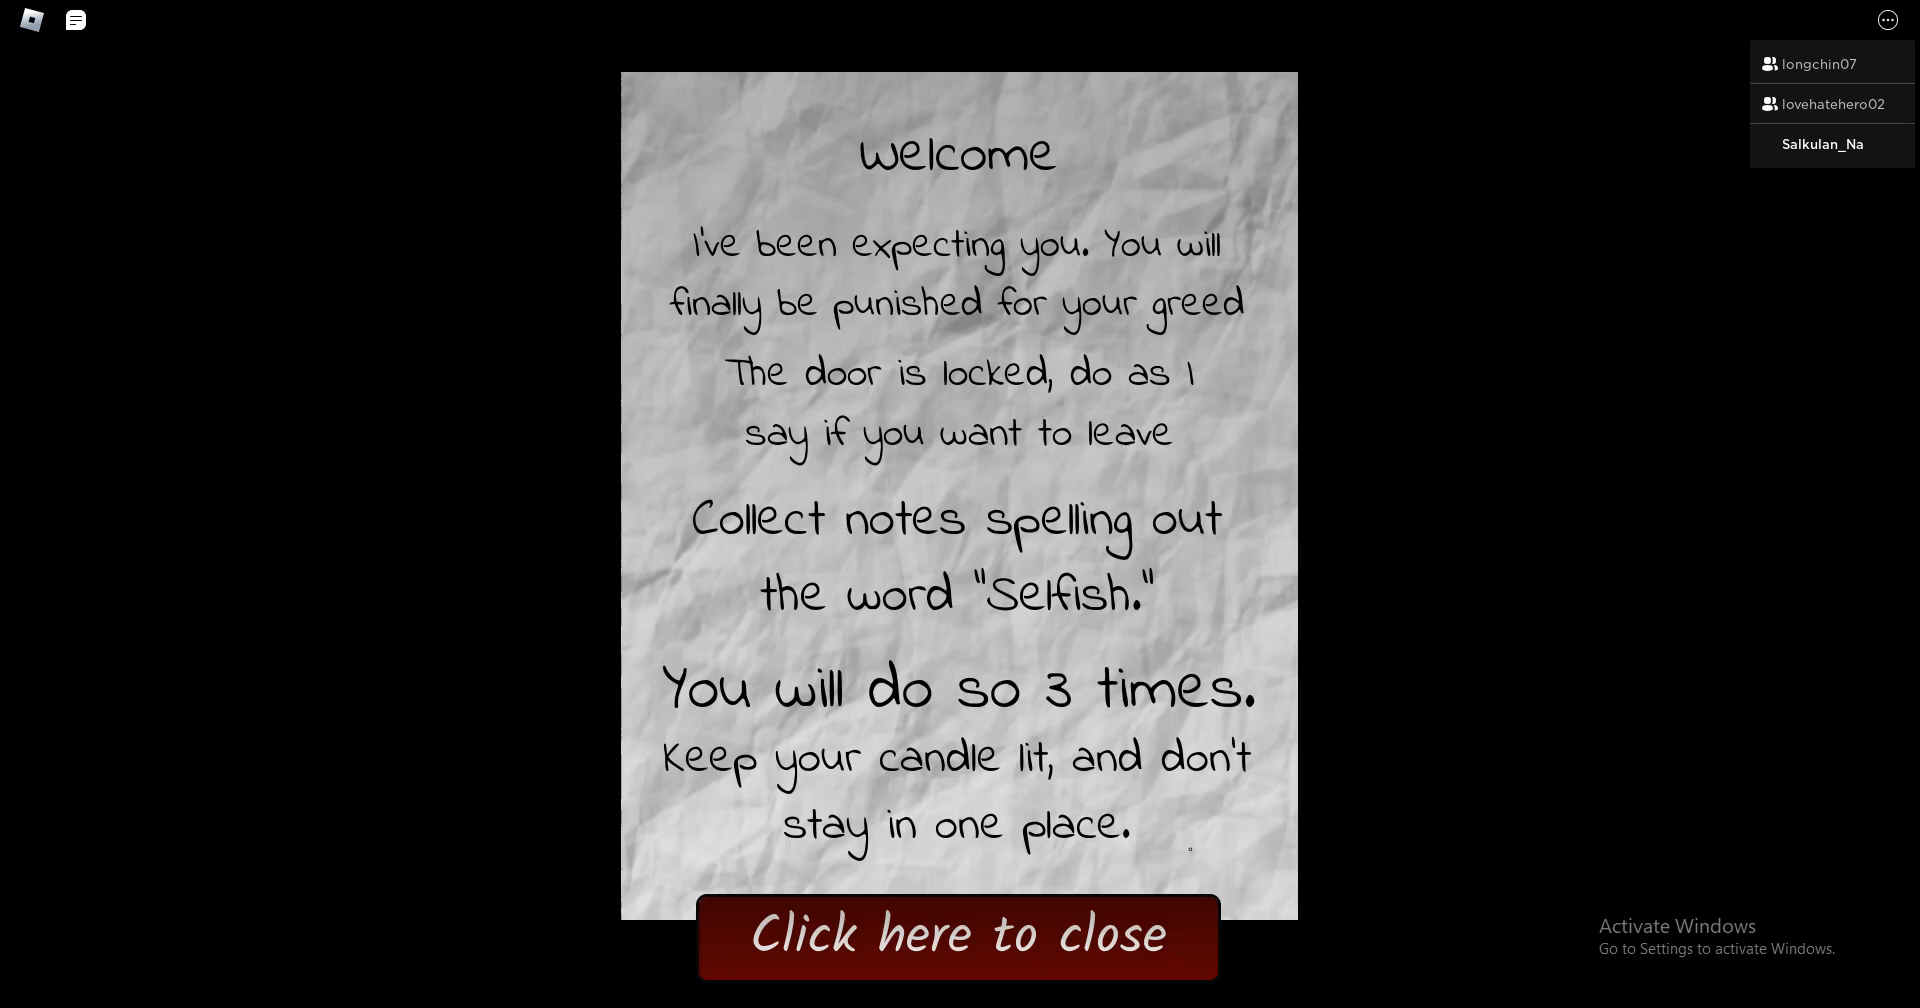 longchin07
lovehatehero02
Salkulan_Na
Welcome
I've been expecting you. You will
finally be punished for your greed
The door is locked, do as I
say if you want to leave
Collect notes spelling out
the word "Selfish."
You will do so 3 times.
Keep your candle lit, and don't
stay in one place.
Click here to close
Activate Windows
Go to Settings to activate Windows.